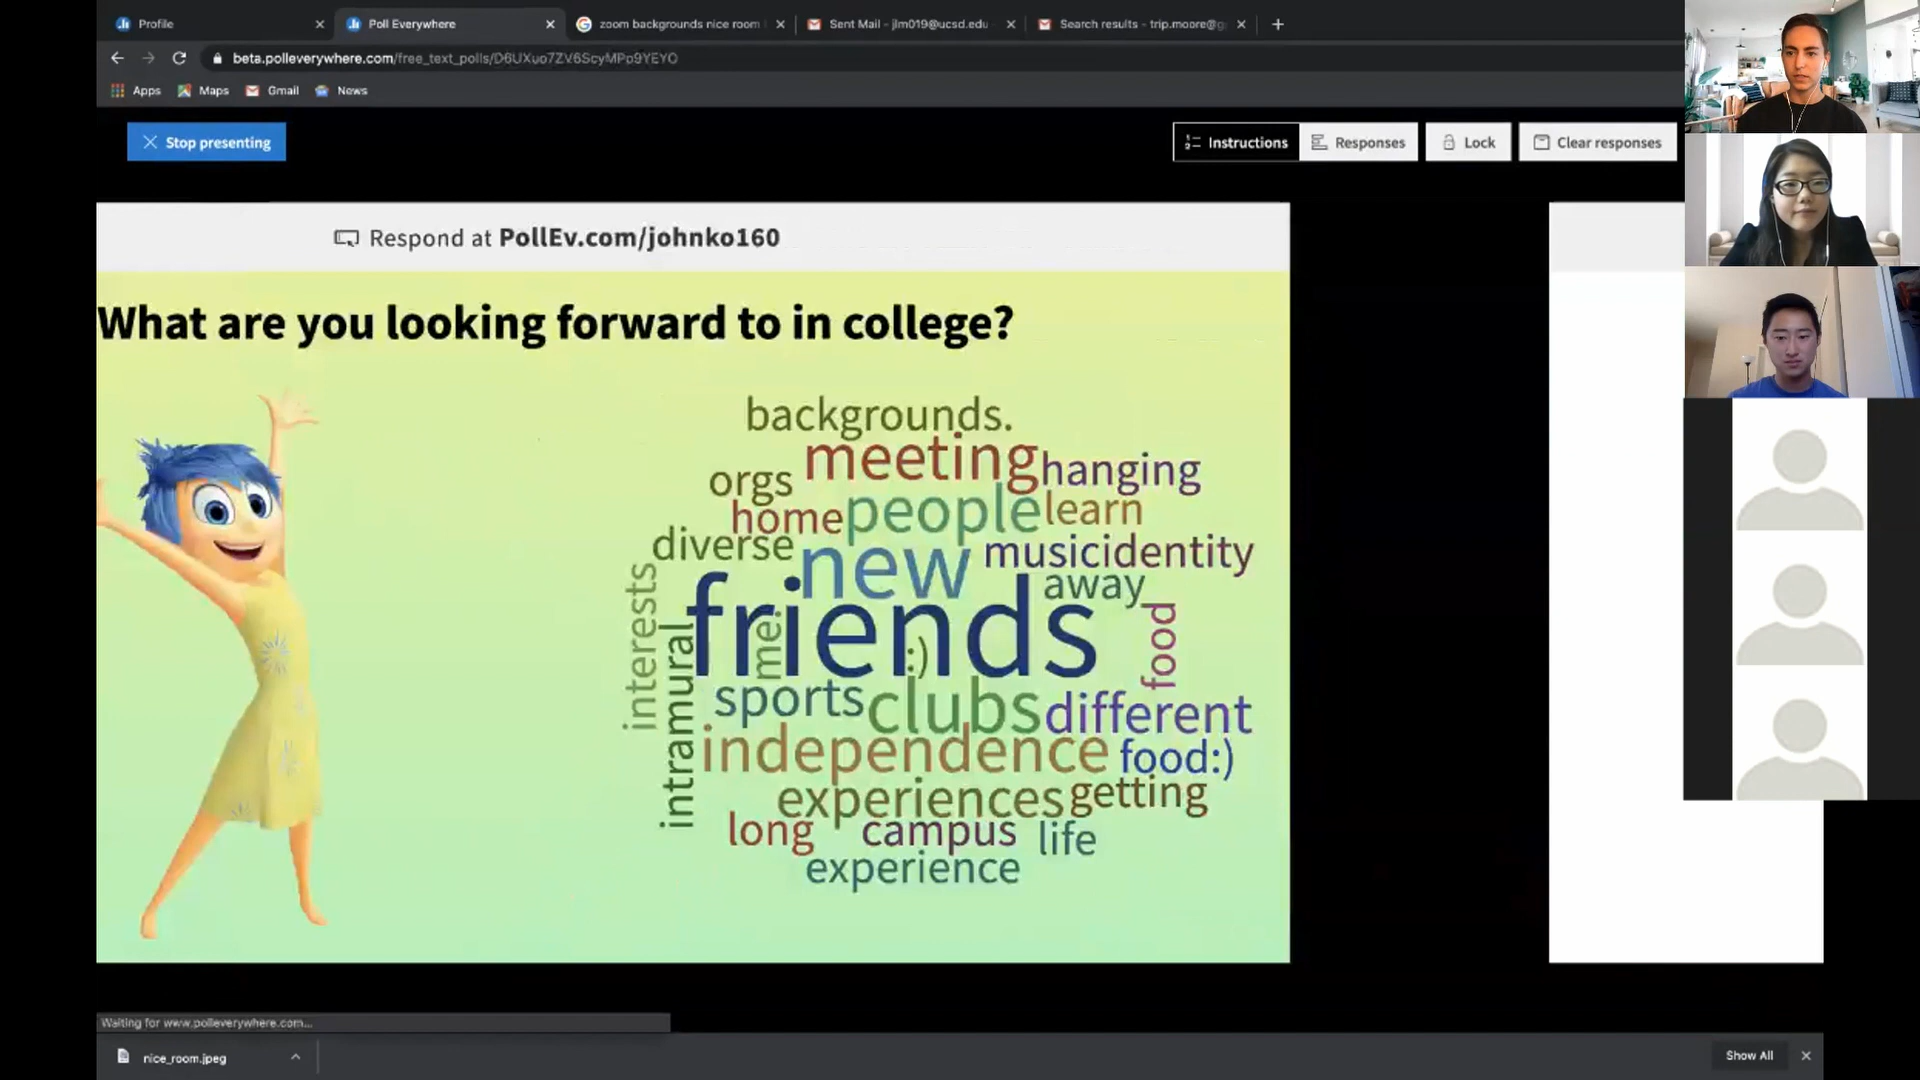 Profile
Poll Everywhere
zoom backgrounds nice room
Sent Mail - jlm019@ucsd.edu -
Search results - trip.moore@g
beta.polleverywhere.com/free_text_polls/D6UXuo7ZV6ScyMPp9YEYO
Apps
Maps
Gmail
News
Stop presenting
Instructions
Responses
Lock
Clear responses
Respond at PollEv.com/johnko160
What are you looking forward to in college?
backgrounds.
meeting
hanging
orgs
people
learn
home
diverse
new
music
identity
away
interests
friends
me.
:)
food
intramural
sports
clubs
different
independence
food:)
experiences
getting
long
campus
life
experience
Waiting for www.polleverywhere.com...
nice_room.jpeg
Show All